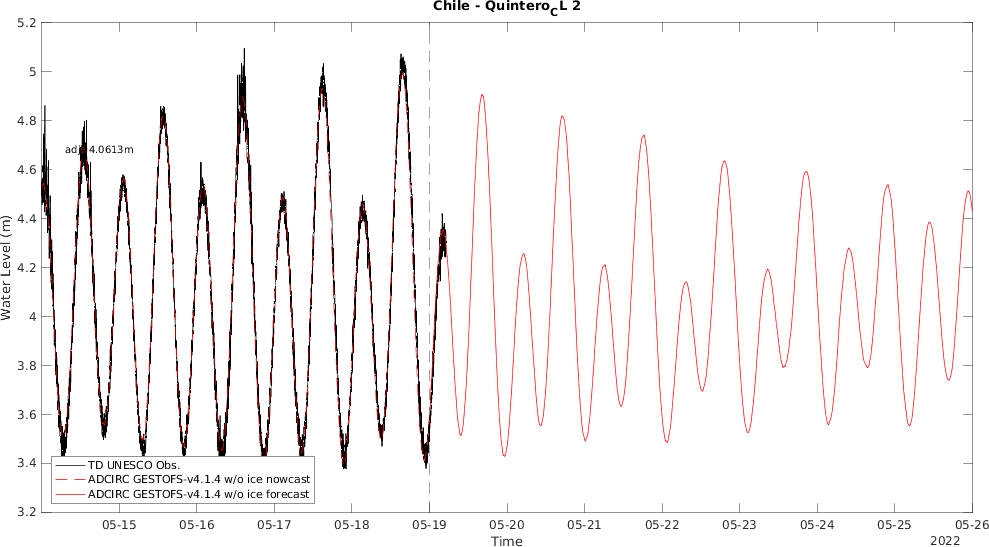 Chile - Quintero_CL 2
5.2
5
4.8
4.6
4.4
4.2
4
3.8
3.6
3.4
3.2
Water Level (m)
4.0613m
TD UNESCO Obs.
ADCIRC GESTOFS-v4.1.4 w/o ice nowcast
ADCIRC GESTOFS-v4.1.4 w/o ice forecast
05-15 05-16 05-17 05-18 05-19 05-20 05-21 05-22 05-23 05-24 05-25 05-26
Time
2022